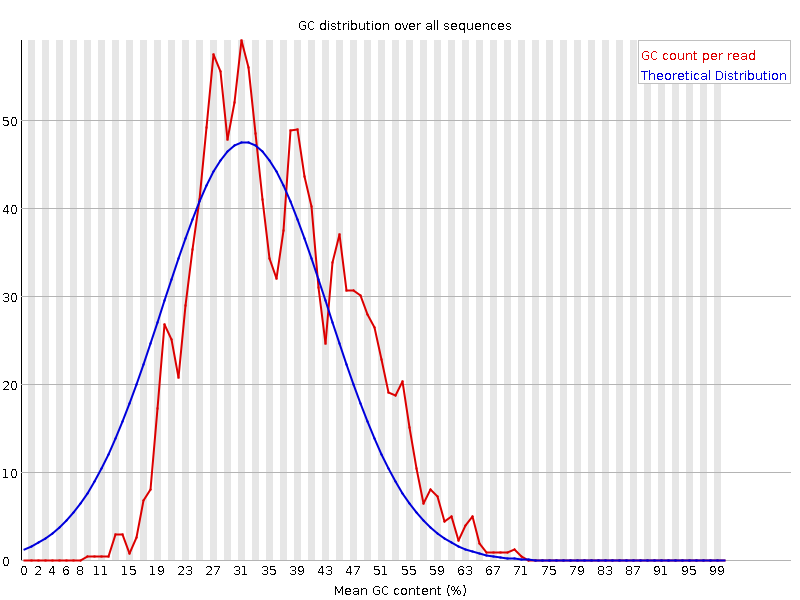 GC distribution over all sequences
GC count per read
Theoretical Distribution
50
40
30
20
10
0
0 2 4 6 8 11 15 19 23 27 31 35 39 43 47 51 55 59 63 67 71 75 79 83 87 91 95 99
Mean GC content (%)